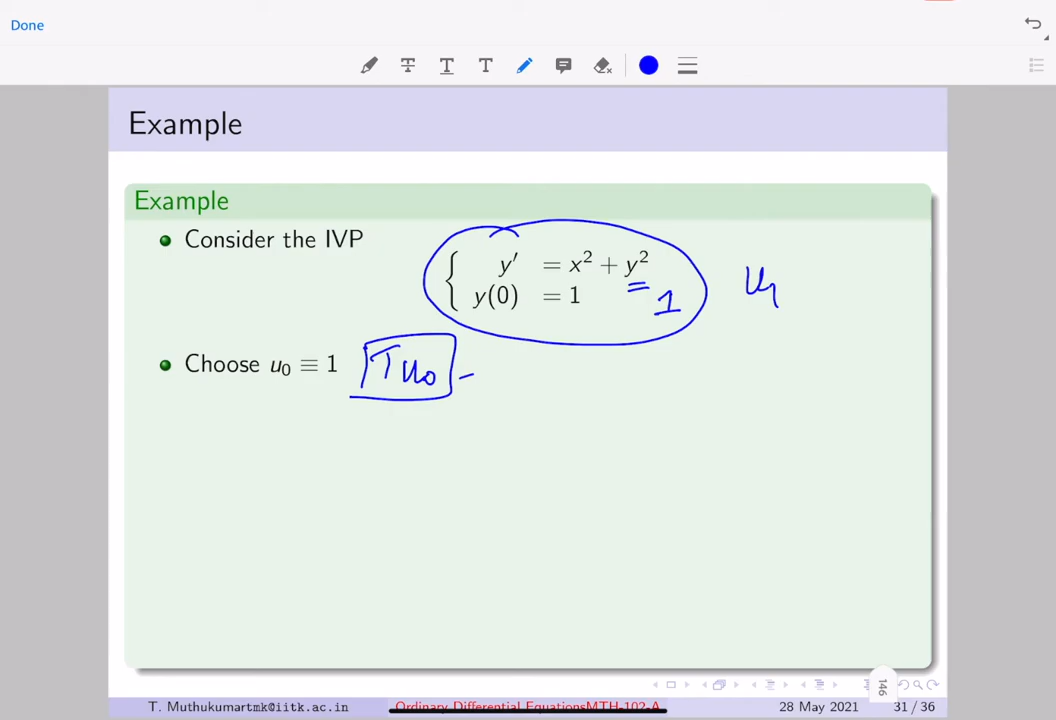 Done
Example
Example
Consider the IVP
y′ = x² + y²
y(0) = 1
= 1
u₁
Choose u₀ ≡ 1
Tu₀ -
146
T. Muthukumartmk@iitk.ac.in Ordinary Differential EquationsMTH-102-A 28 May 2021 31 / 36